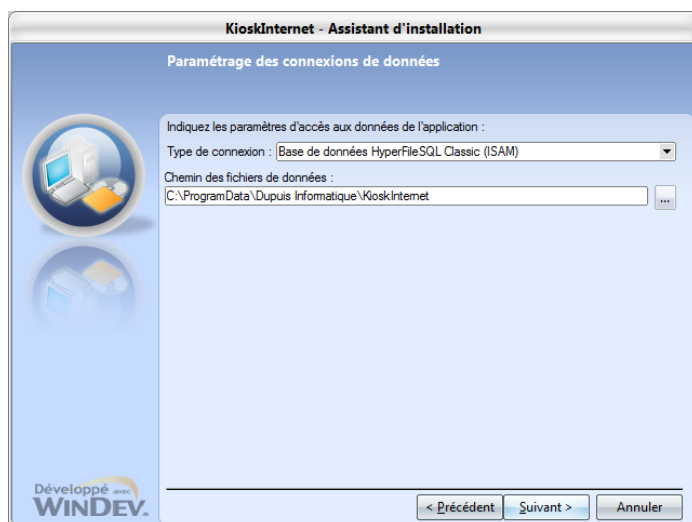 KioskInternet - Assistant d'installation
Paramétrage des connexions de données
Indiquez les paramètres d'accès aux données de l'application :
Type de connexion : Base de données HyperFileSQL Classic (ISAM)
Chemin des fichiers de données :
C:\ProgramData\Dupuis Informatique\KioskInternet
...
Développé avec
WINDEV.
< Précédent Suivant > Annuler